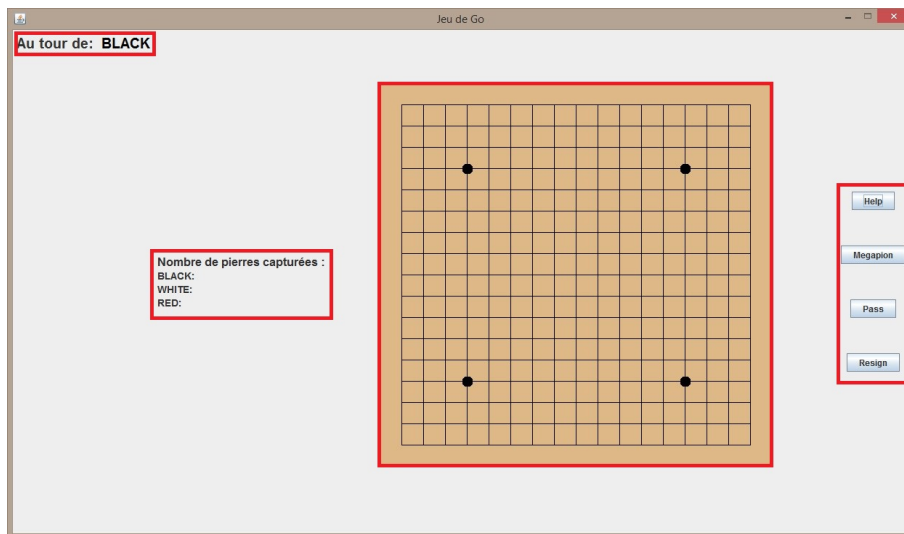 Jeu de Go
Au tour de: BLACK
Nombre de pierres capturées :
BLACK:
WHITE:
RED:
Help
Megapion
Pass
Resign